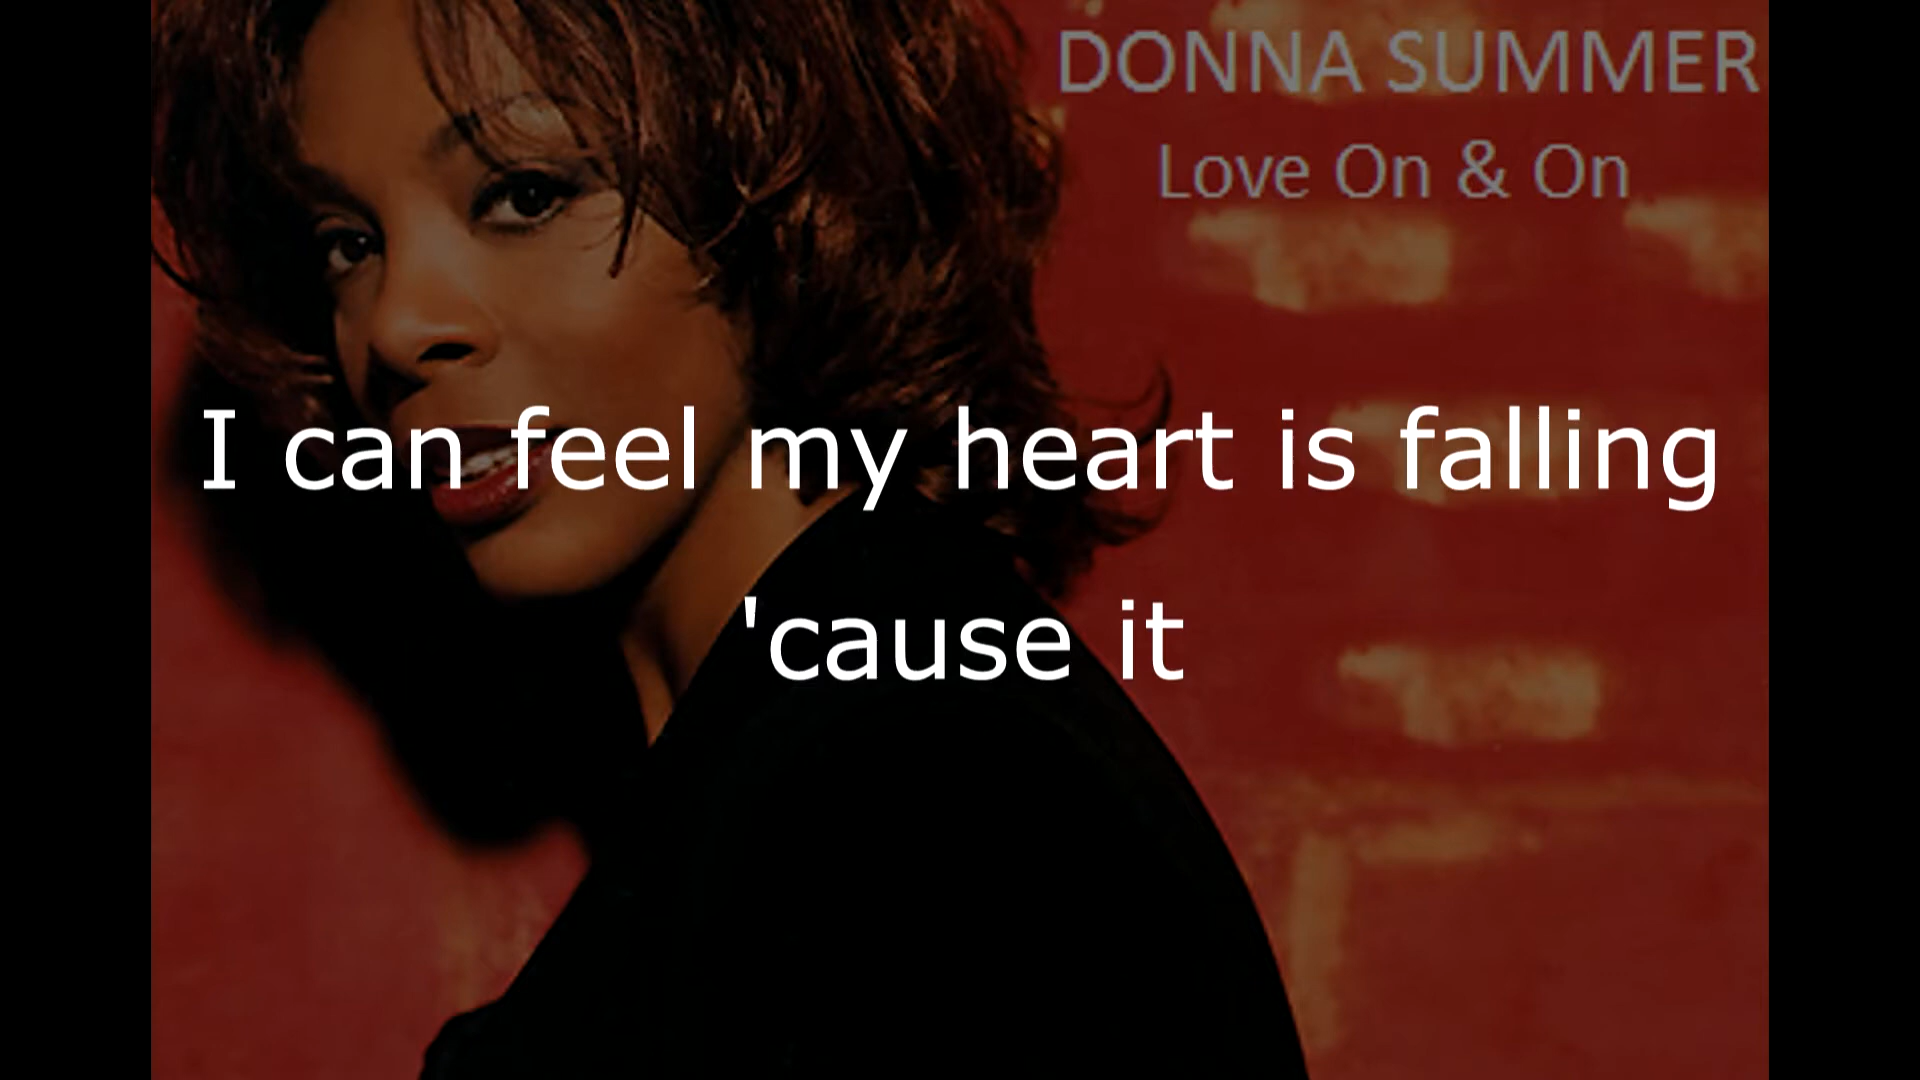 DONNA SUMMER
Love On & On
I can feel my heart is falling
'cause it